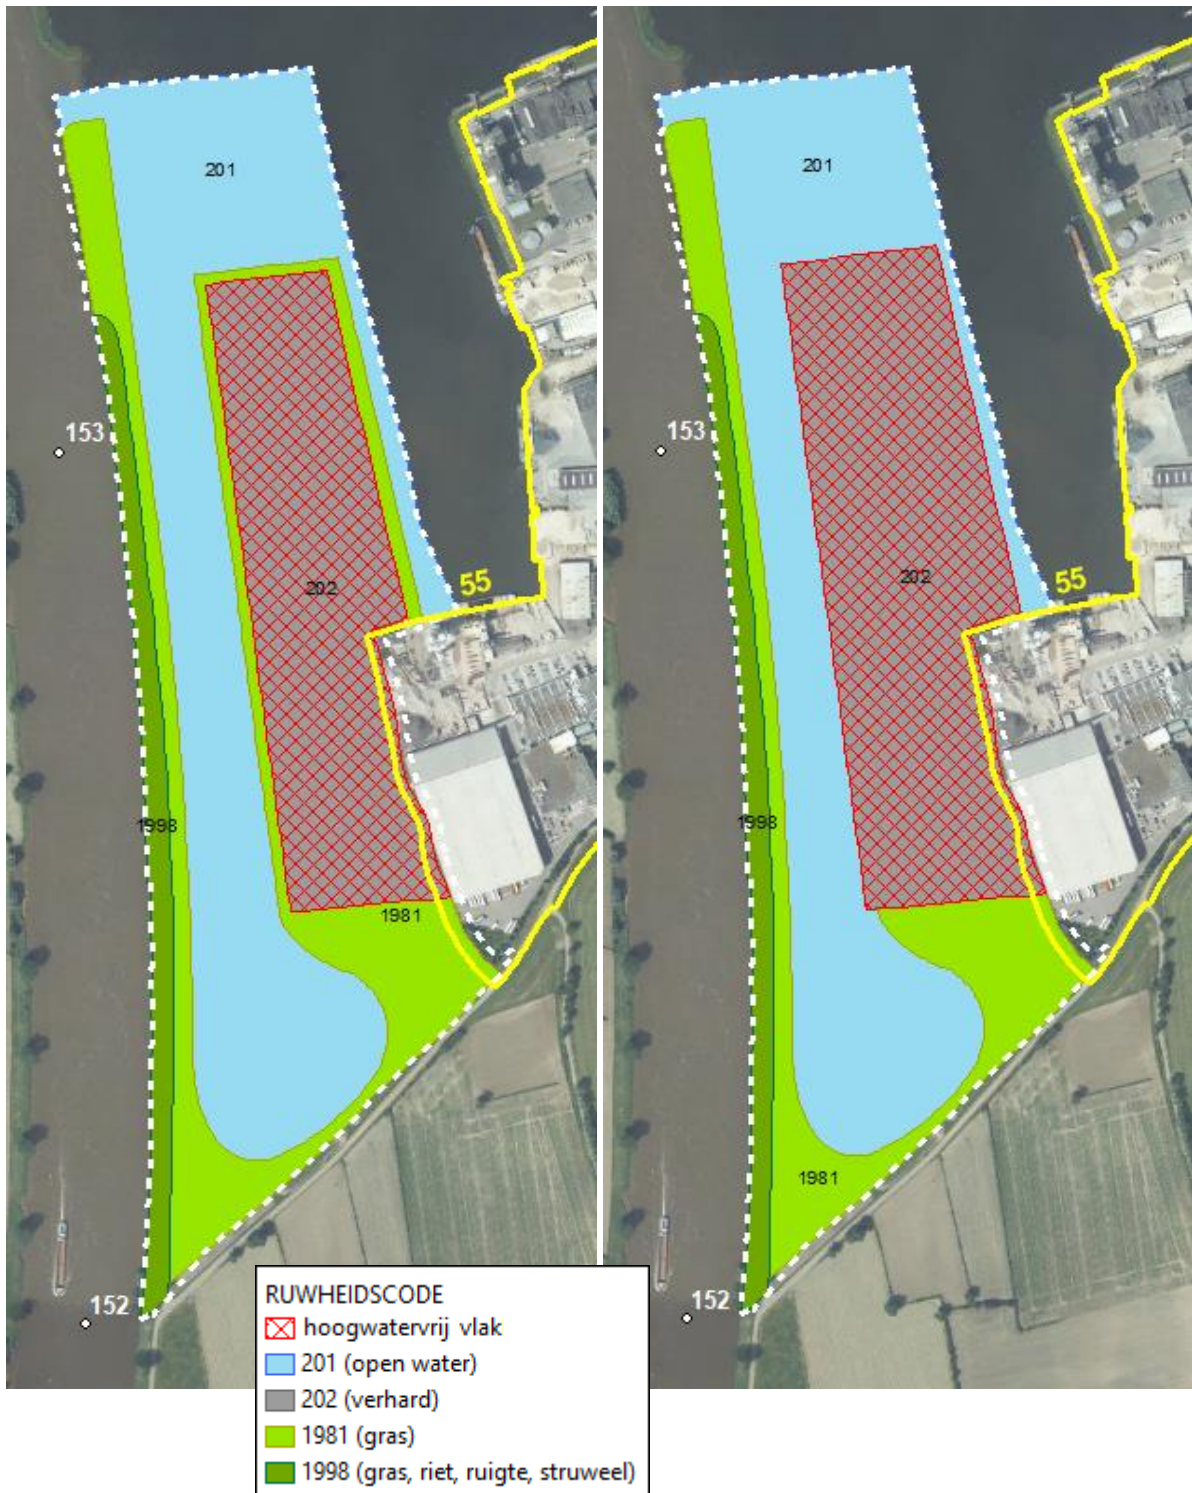 201
201
153
153
202
202
55
55
1998
1998
1981
1981
152
152
RUWHEIDSCODE
hoogwatervrij vlak
201 (open water)
202 (verhard)
1981 (gras)
1998 (gras, riet, ruigte, struweel)